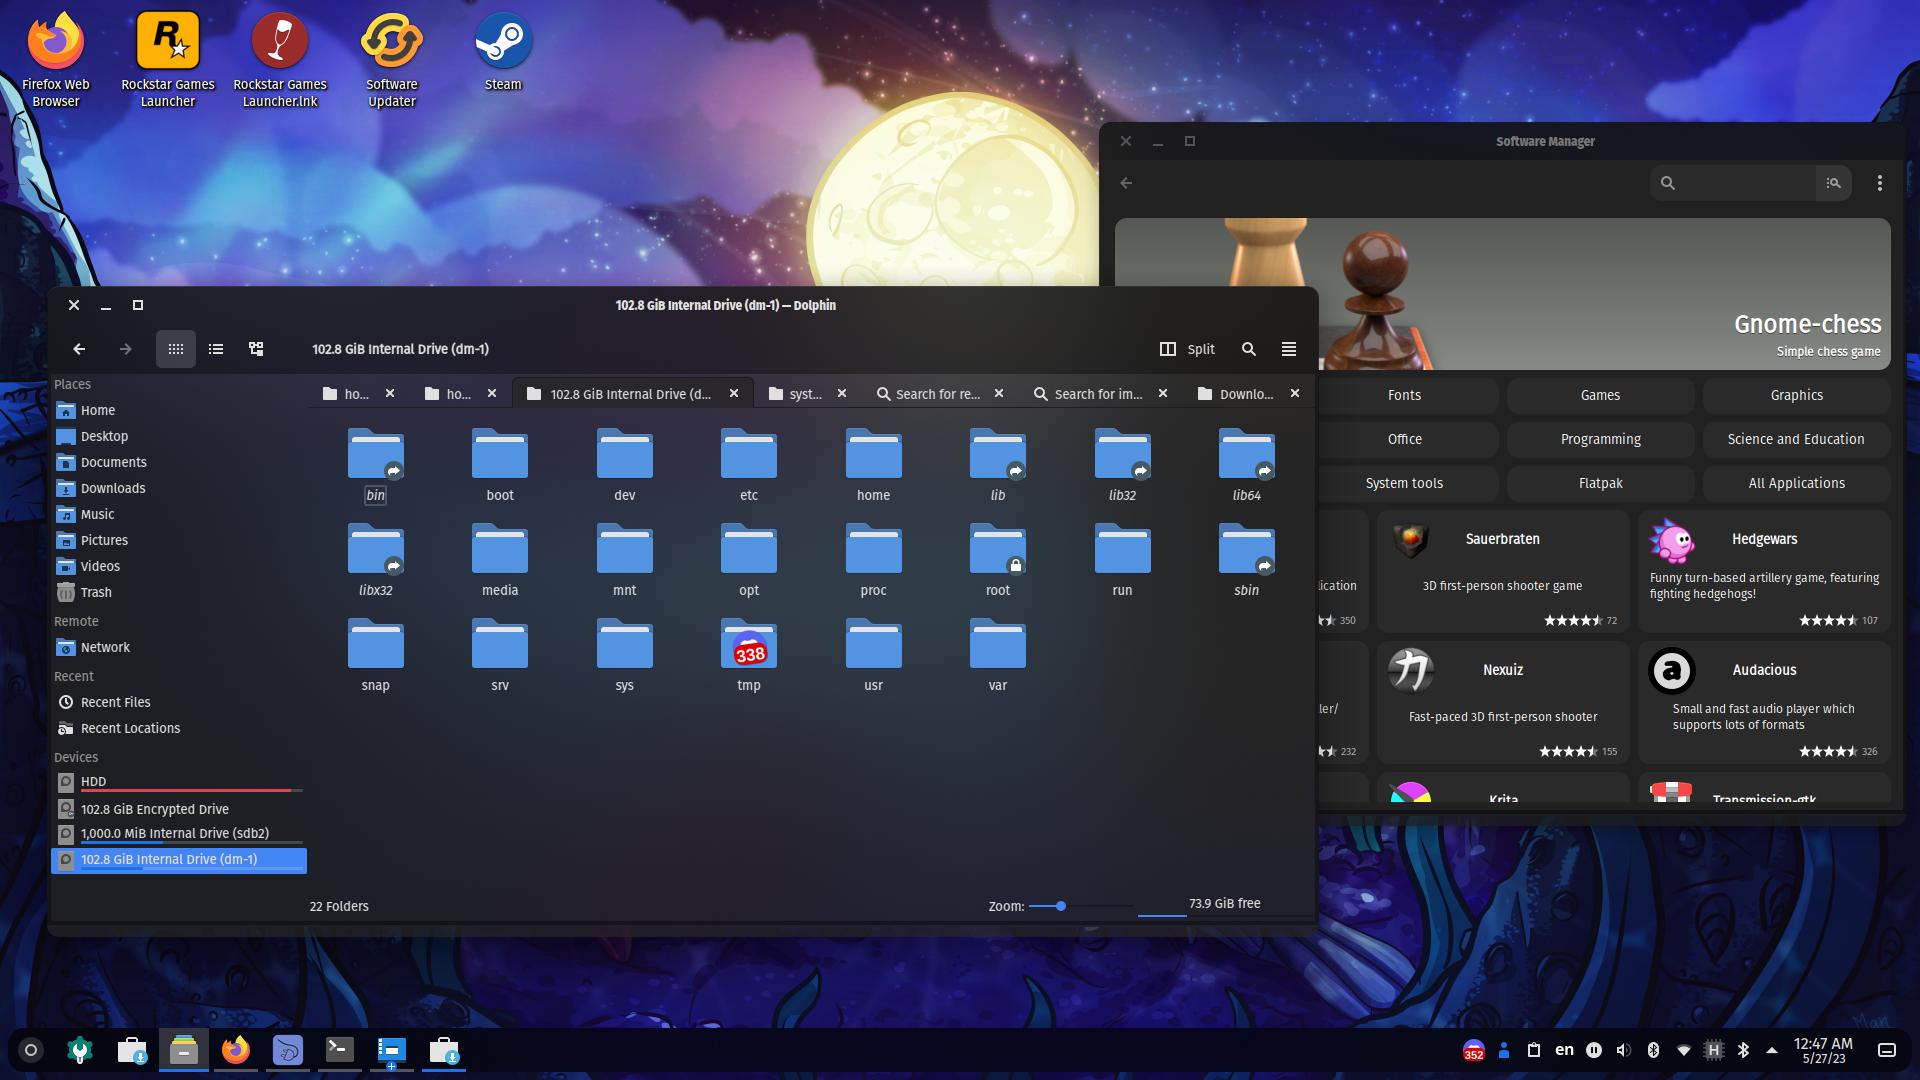 Firefox Web
Browser
Rockstar Games
Launcher
Rockstar Games
Launcher.lnk
Software
Updater
Steam
Software Manager
Gnome-chess
Simple chess game
Fonts
Games
Graphics
Office
Programming
Science and Education
System tools
Flatpak
All Applications
ication
350
Sauerbraten
3D first-person shooter game
72
Hedgewars
Funny turn-based artillery game, featuring
fighting hedgehogs!
107
ler/
232
Nexuiz
Fast-paced 3D first-person shooter
155
Audacious
Small and fast audio player which
supports lots of formats
326
Krita
Transmission-gtk
102.8 GiB Internal Drive (dm-1) — Dolphin
102.8 GiB Internal Drive (dm-1)
Split
Places
Home
Desktop
Documents
Downloads
Music
Pictures
Videos
Trash
Remote
Network
Recent
Recent Files
Recent Locations
Devices
HDD
102.8 GiB Encrypted Drive
1,000.0 MiB Internal Drive (sdb2)
102.8 GiB Internal Drive (dm-1)
ho...
ho...
102.8 GiB Internal Drive (d...
syst...
Search for re...
Search for im...
Downlo...
bin
boot
dev
etc
home
lib
lib32
lib64
libx32
media
mnt
opt
proc
root
run
sbin
snap
srv
sys
338
tmp
usr
var
22 Folders
Zoom:
73.9 GiB free
352
en
H
12:47 AM
5/27/23